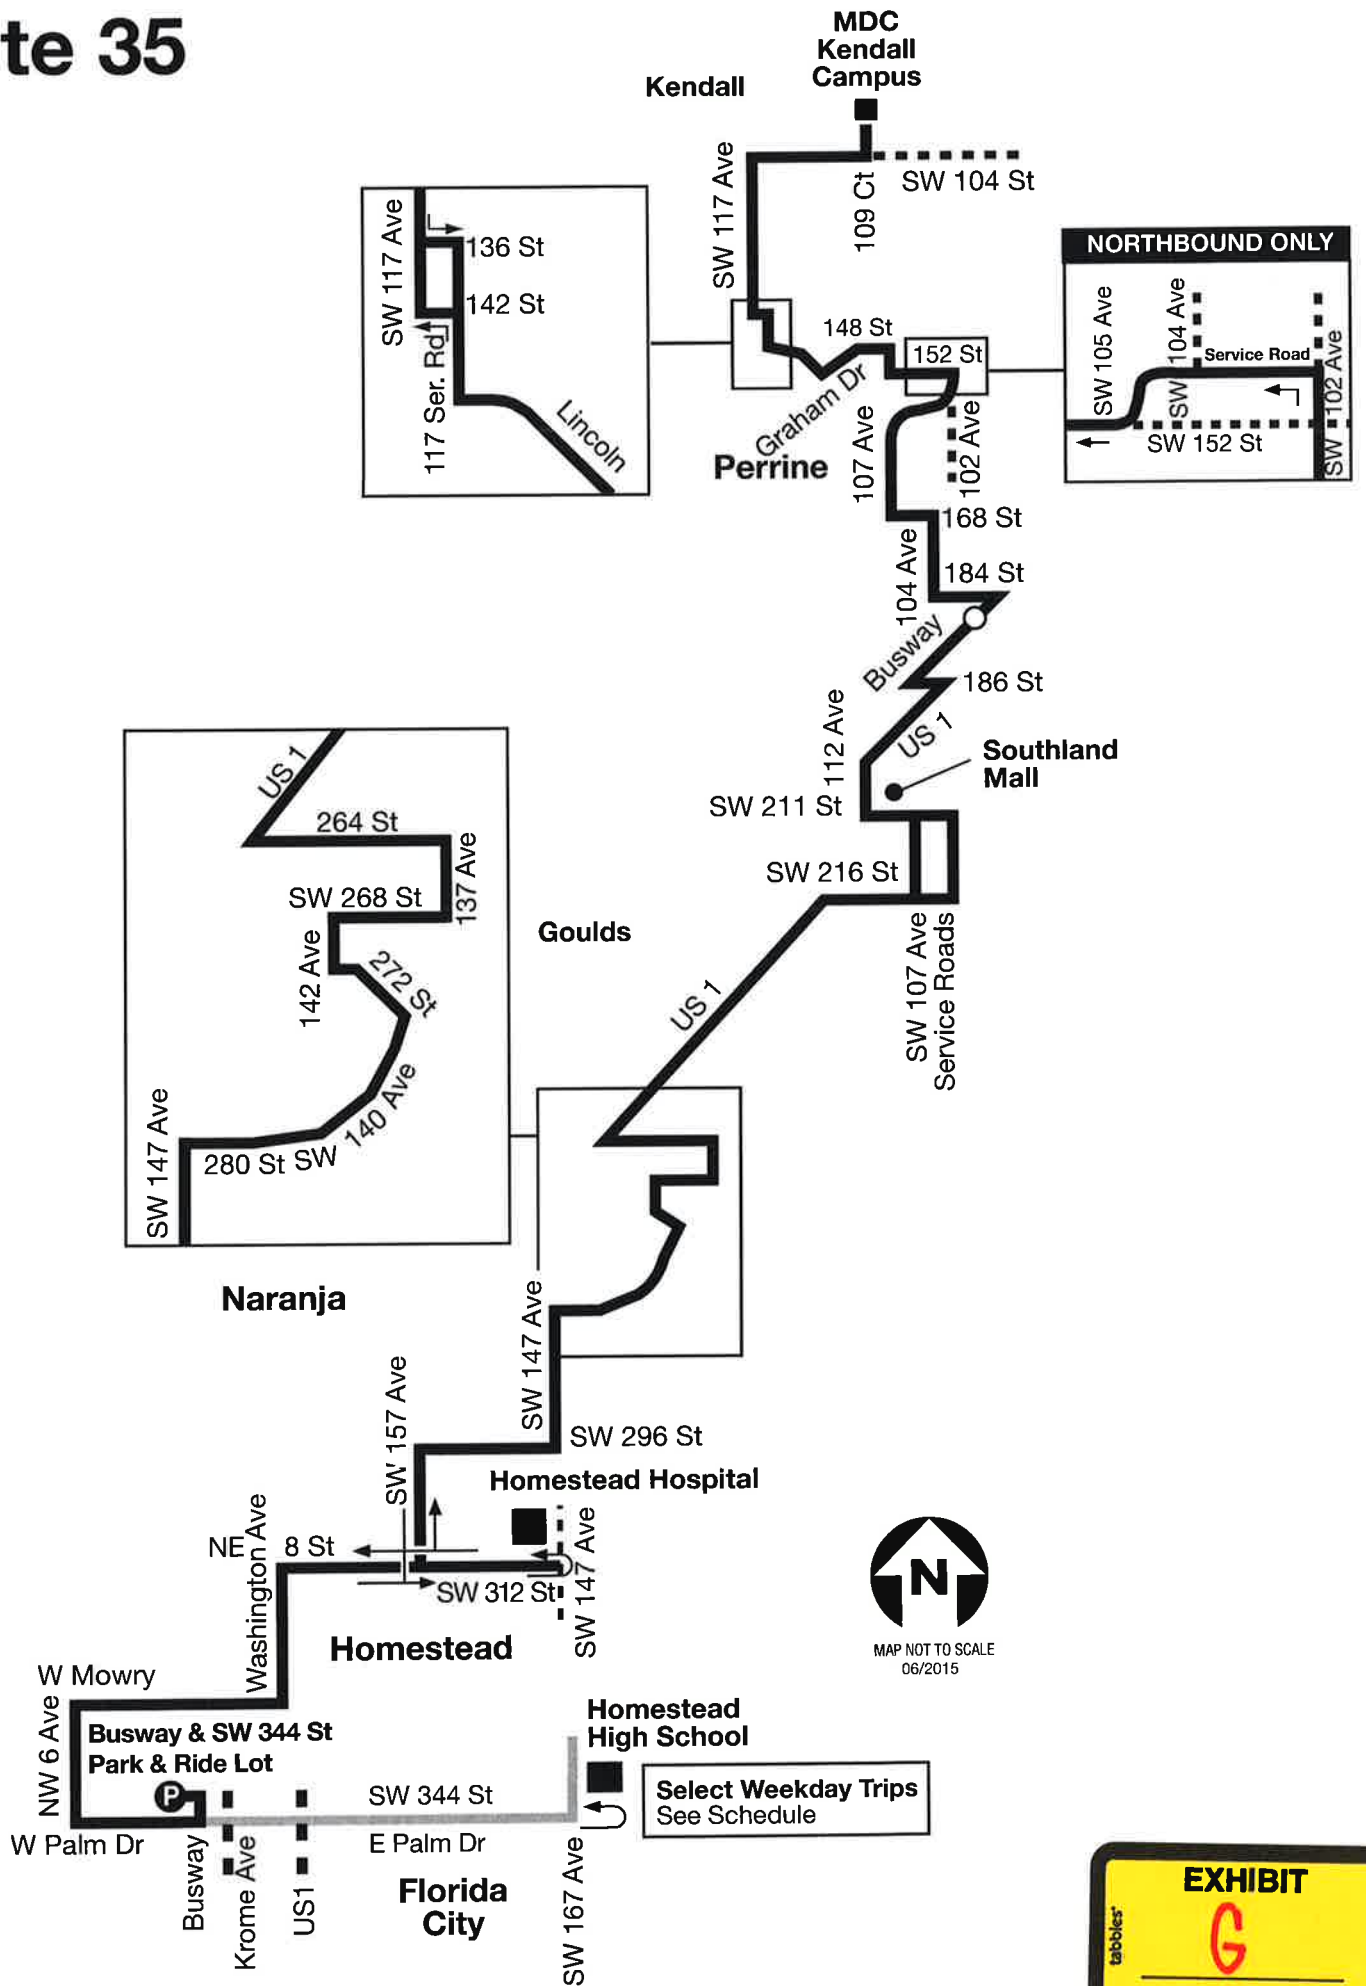 te 35
MDC
Kendall
Campus
Kendall
SW 117 Ave
109 Ct
SW 104 St
SW 117 Ave
136 St
142 St
117 Ser. Rd
Lincoln
NORTHBOUND ONLY
SW 105 Ave
SW 104 Ave
Service Road
SW 102 Ave
SW 152 St
148 St
152 St
Graham Dr
Perrine
107 Ave
102 Ave
168 St
104 Ave
184 St
Busway
186 St
112 Ave
US 1
Southland
Mall
SW 211 St
SW 216 St
SW 107 Ave
Service Roads
US 1
264 St
137 Ave
SW 268 St
142 Ave
272 St
SW 140 Ave
280 St
SW 147 Ave
Goulds
US 1
Naranja
SW 147 Ave
SW 157 Ave
SW 296 St
Homestead Hospital
NE 8 St
Washington Ave
SW 312 St
SW 147 Ave
Homestead
N
MAP NOT TO SCALE
06/2015
W Mowry
NW 6 Ave
Busway & SW 344 St
Park & Ride Lot
P
Homestead
High School
Select Weekday Trips
See Schedule
SW 344 St
W Palm Dr
E Palm Dr
Busway
Krome Ave
US1
Florida
City
SW 167 Ave
EXHIBIT
tabbies'
G